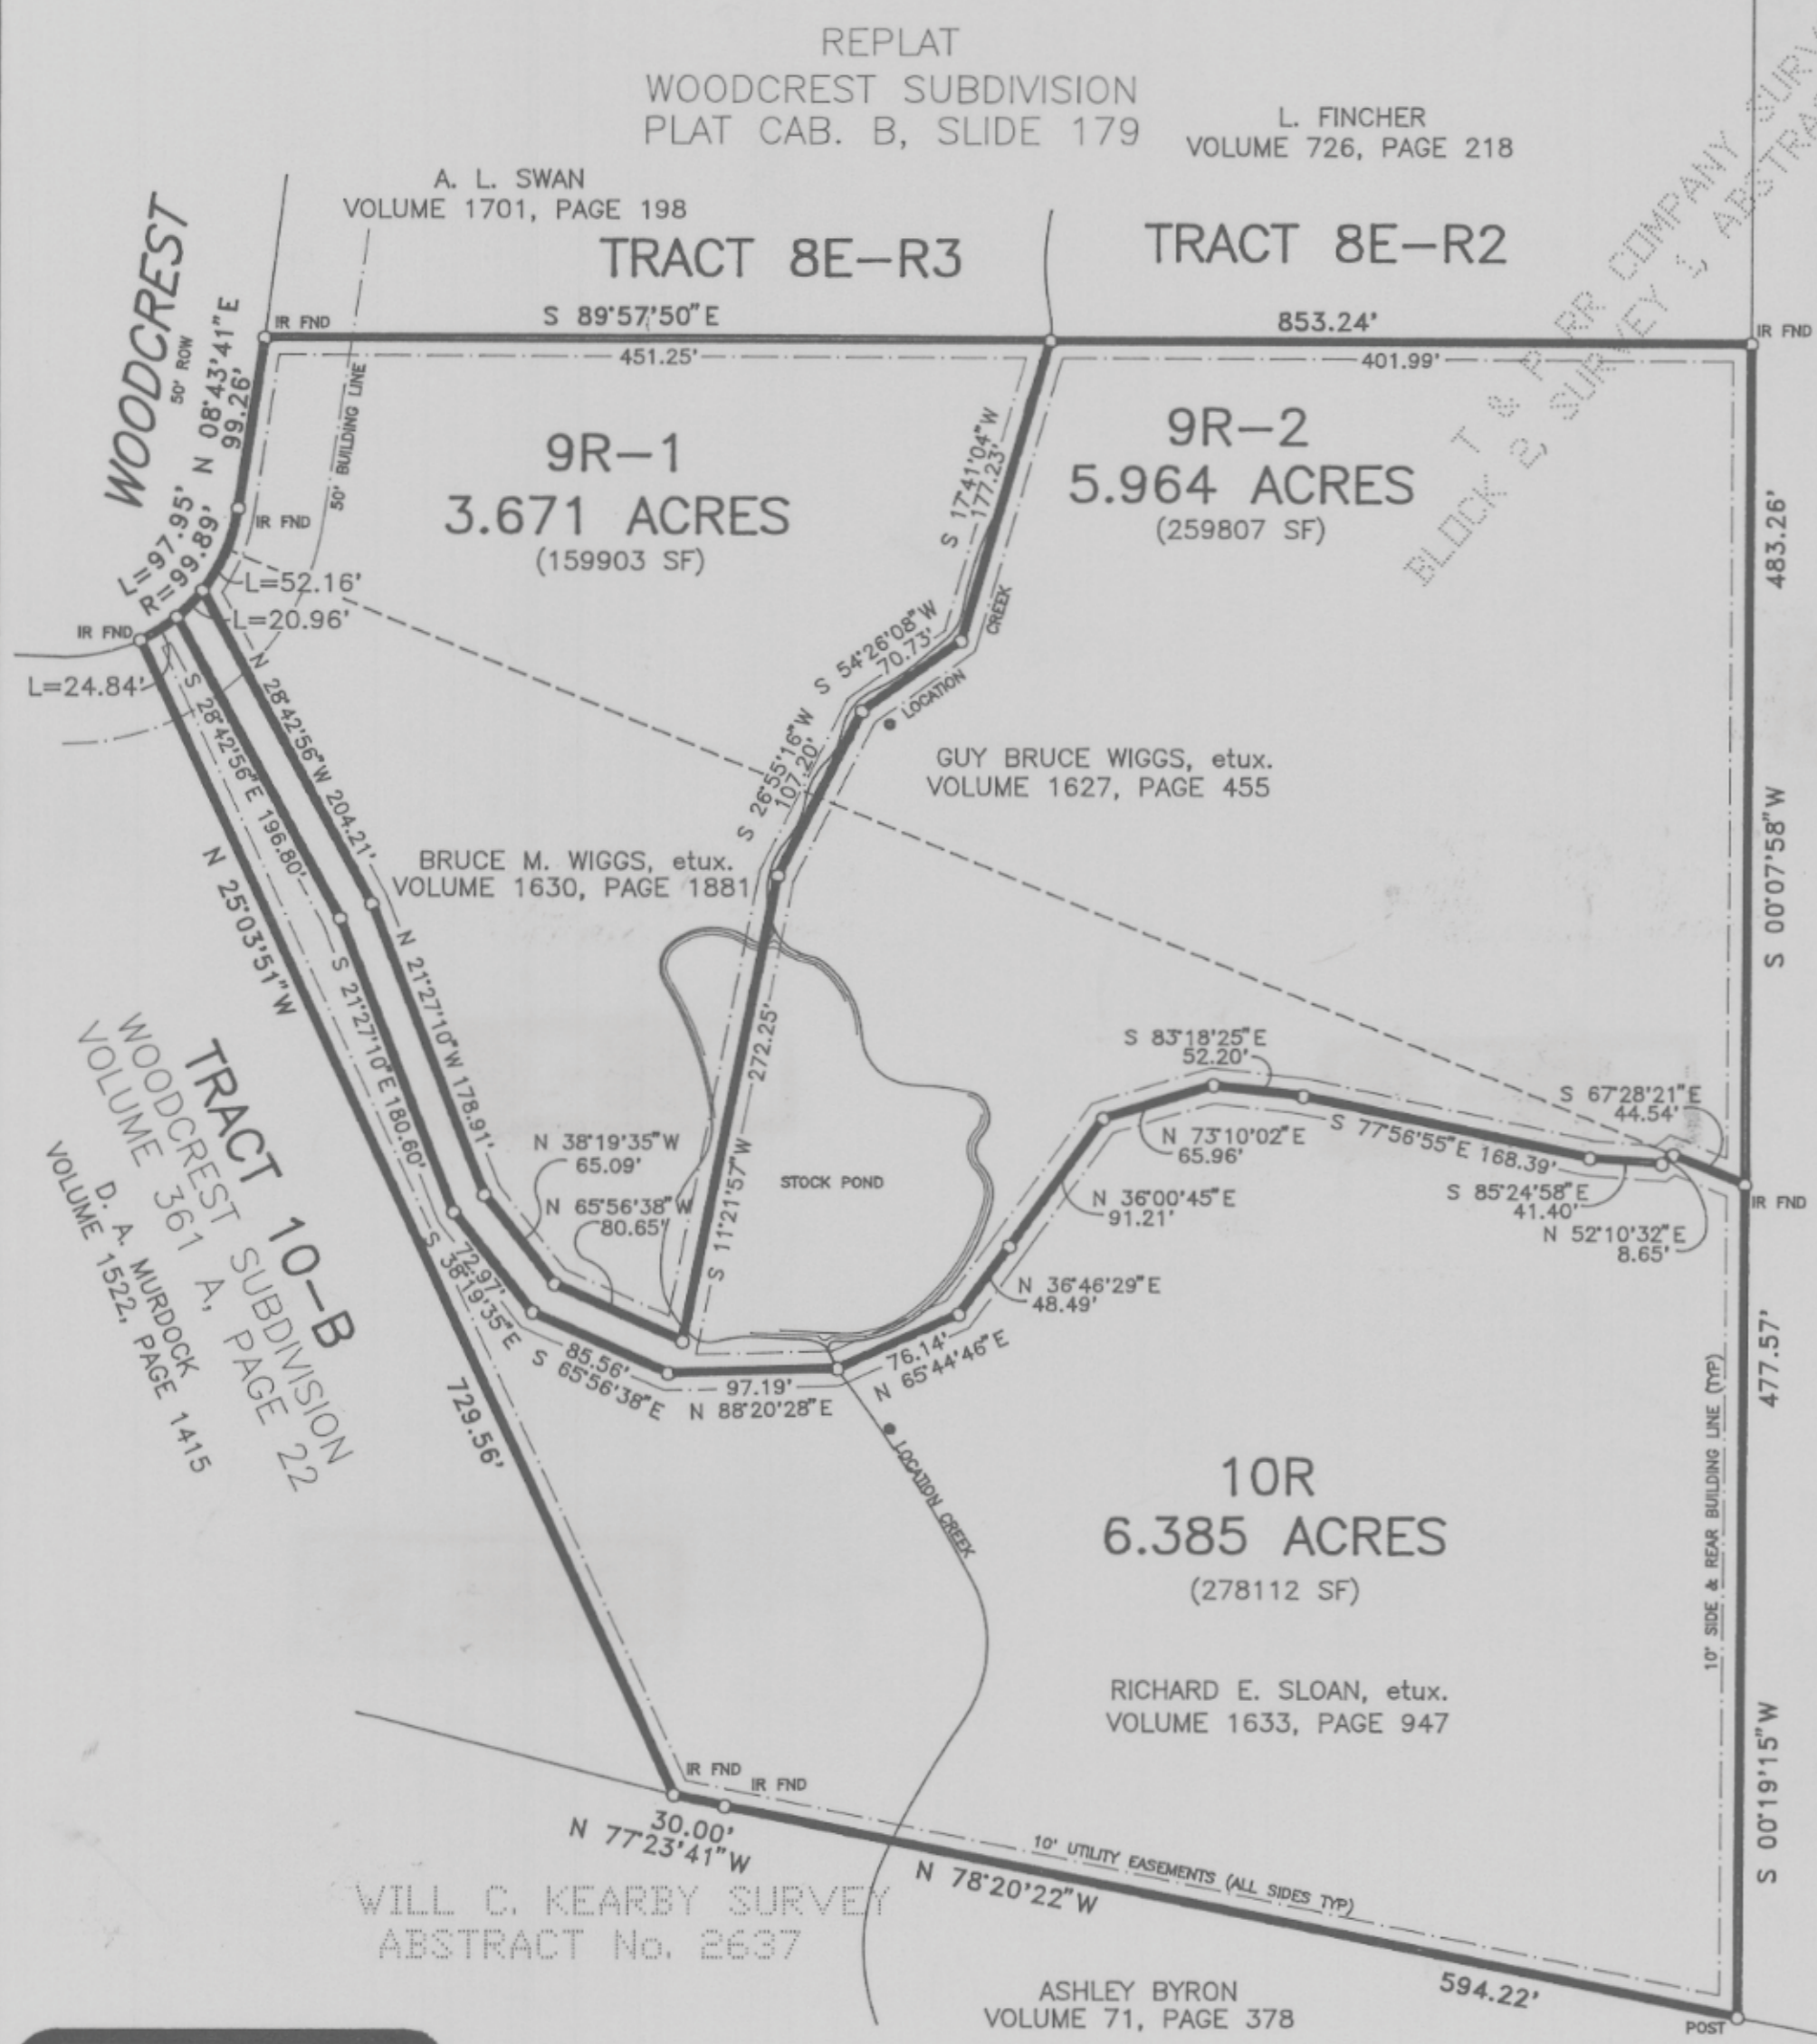 REPLAT
WOODCREST SUBDIVISION
PLAT CAB. B, SLIDE 179
L. FINCHER
VOLUME 726, PAGE 218
A. L. SWAN
VOLUME 1701, PAGE 198
TRACT 8E-R3
TRACT 8E-R2
WOODCREST
50' ROW
N 08°43'41"E
99.26'
IR FND
S 89°57'50"E
853.24'
IR FND
451.25'
401.99'
50' BUILDING LINE
9R-1
3.671 ACRES
(159903 SF)
9R-2
5.964 ACRES
(259807 SF)
T & P RR COMPANY
BLOCK 2, SURVEY 1,
S 17°41'04"W
177.23'
483.26'
IR FND
L=97.95'
R=99.89'
L=52.16'
L=20.96'
IR FND
L=24.84'
CREEK
LOCATION
S 54°26'08"W
70.73'
S 26°55'16"W
107.20'
N 28°42'56"W 204.21'
S 28°42'56"E 196.80'
GUY BRUCE WIGGS, etux.
VOLUME 1627, PAGE 455
BRUCE M. WIGGS, etux.
VOLUME 1630, PAGE 1881
S 00°07'58"W
N 25°03'51"W
729.56'
N 21°27'10"W 178.91'
S 21°27'10"E 180.60'
272.25'
S 11°21'57"W
STOCK POND
S 83°18'25"E
52.20'
S 67°28'21"E
44.54'
N 73°10'02"E
65.96'
S 77°56'55"E 168.39'
S 85°24'58"E
41.40'
N 52°10'32"E
8.65'
IR FND
N 36°00'45"E
91.21'
N 36°46'29"E
48.49'
N 38°19'35"W
65.09'
N 65°56'38"W
80.65'
72.97'
S 38°19'35"E
85.56'
S 65°56'38"E
97.19'
N 88°20'28"E
76.14'
N 65°44'46"E
TRACT 10-B
WOODCREST SUBDIVISION
VOLUME 361 A, PAGE 22
D. A. MURDOCK
VOLUME 1522, PAGE 1415
LOCATION CREEK
477.57'
10' SIDE & REAR BUILDING LINE (TYP)
S 00°19'15"W
10R
6.385 ACRES
(278112 SF)
RICHARD E. SLOAN, etux.
VOLUME 1633, PAGE 947
IR FND
IR FND
30.00'
N 77°23'41"W
10' UTILITY EASEMENTS (ALL SIDES TYP)
N 78°20'22"W
594.22'
WILL C. KEARBY SURVEY
ABSTRACT No. 2637
ASHLEY BYRON
VOLUME 71, PAGE 378
POST